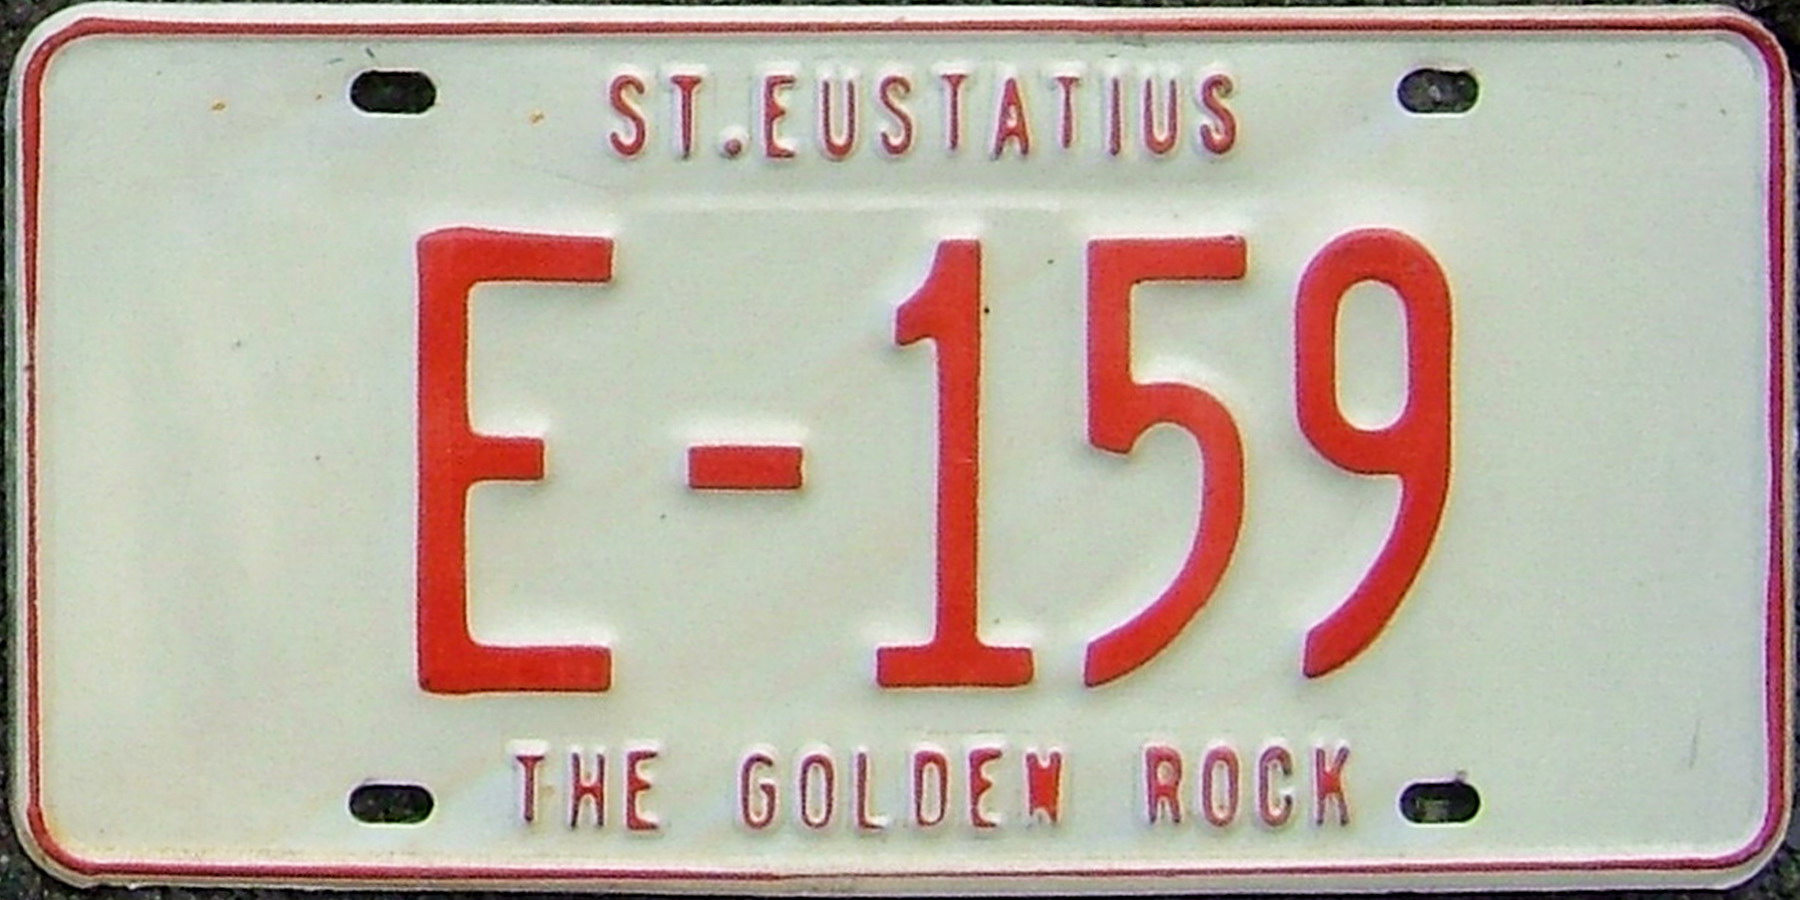 ST.EUSTATIUS
E-159
THE GOLDEN ROCK